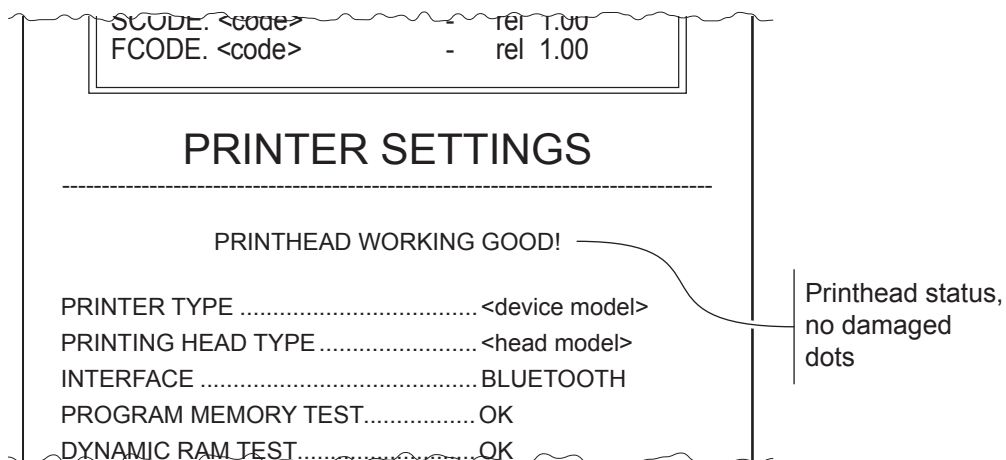 SCODE. <code> - rel 1.00
FCODE. <code> - rel 1.00
PRINTER SETTINGS
--------------------------------------------------------------------------------
PRINTHEAD WORKING GOOD!
Printhead status,
no damaged
dots
PRINTER TYPE ....................................<device model>
PRINTING HEAD TYPE........................<head model>
INTERFACE ..........................................BLUETOOTH
PROGRAM MEMORY TEST.................OK
DYNAMIC RAM TEST...........................OK